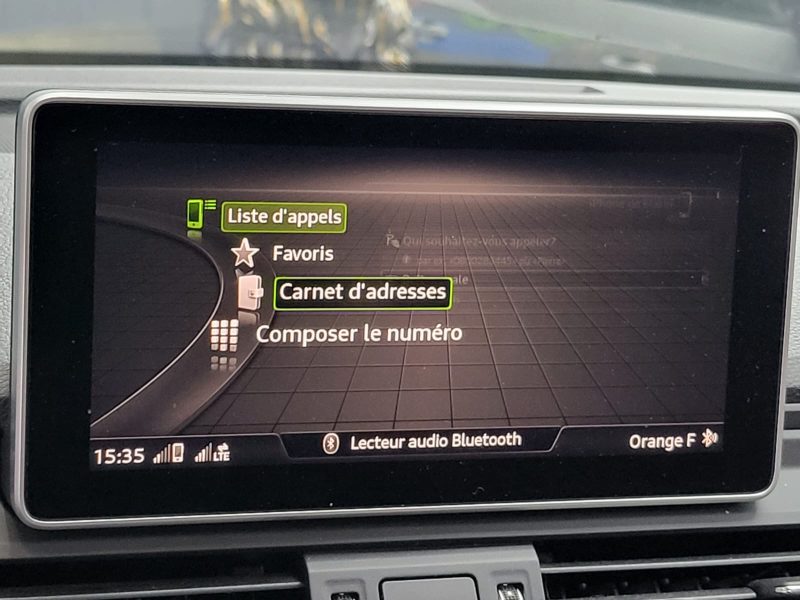 Liste d'appels
Favoris
Qui souhaitez-vous appeler?
Carnet d'adresses
Composer le numéro
15:35
LTE
Lecteur audio Bluetooth
Orange F